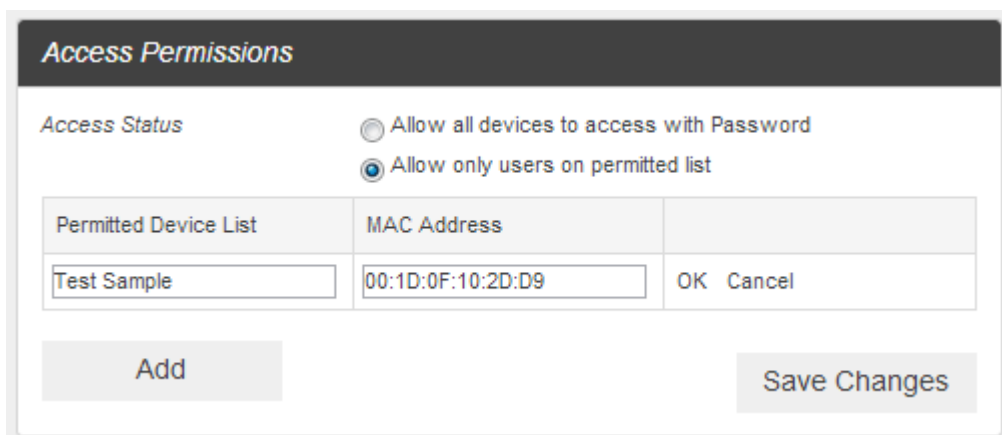 Access Permissions
Access Status
Allow all devices to access with Password
Allow only users on permitted list
Permitted Device List MAC Address
Test Sample 00:1D:0F:10:2D:D9 OK Cancel
Add
Save Changes